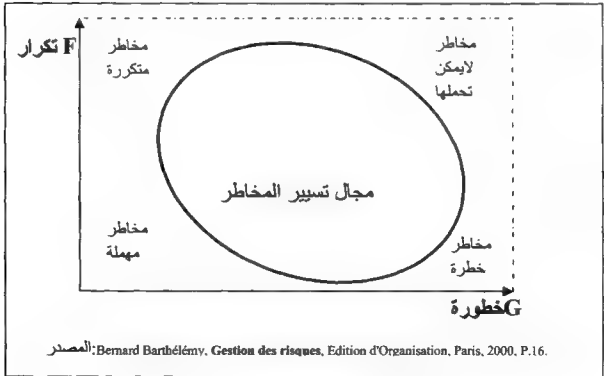 تكرار F
مخاطر
متكررة
مخاطر
لايمكن
تحملها
مجال تسيير المخاطر
مخاطر
مهملة
مخاطر
خطرة
خطورة G
المصدر: Bernard Barthélémy, Gestion des risques, Edition d'Organisation, Paris, 2000, P.16.